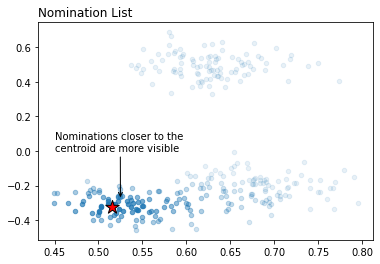 Nomination List
0.6
0.4
0.2
0.0
−0.2
−0.4
Nominations closer to the
centroid are more visible
0.45 0.50 0.55 0.60 0.65 0.70 0.75 0.80